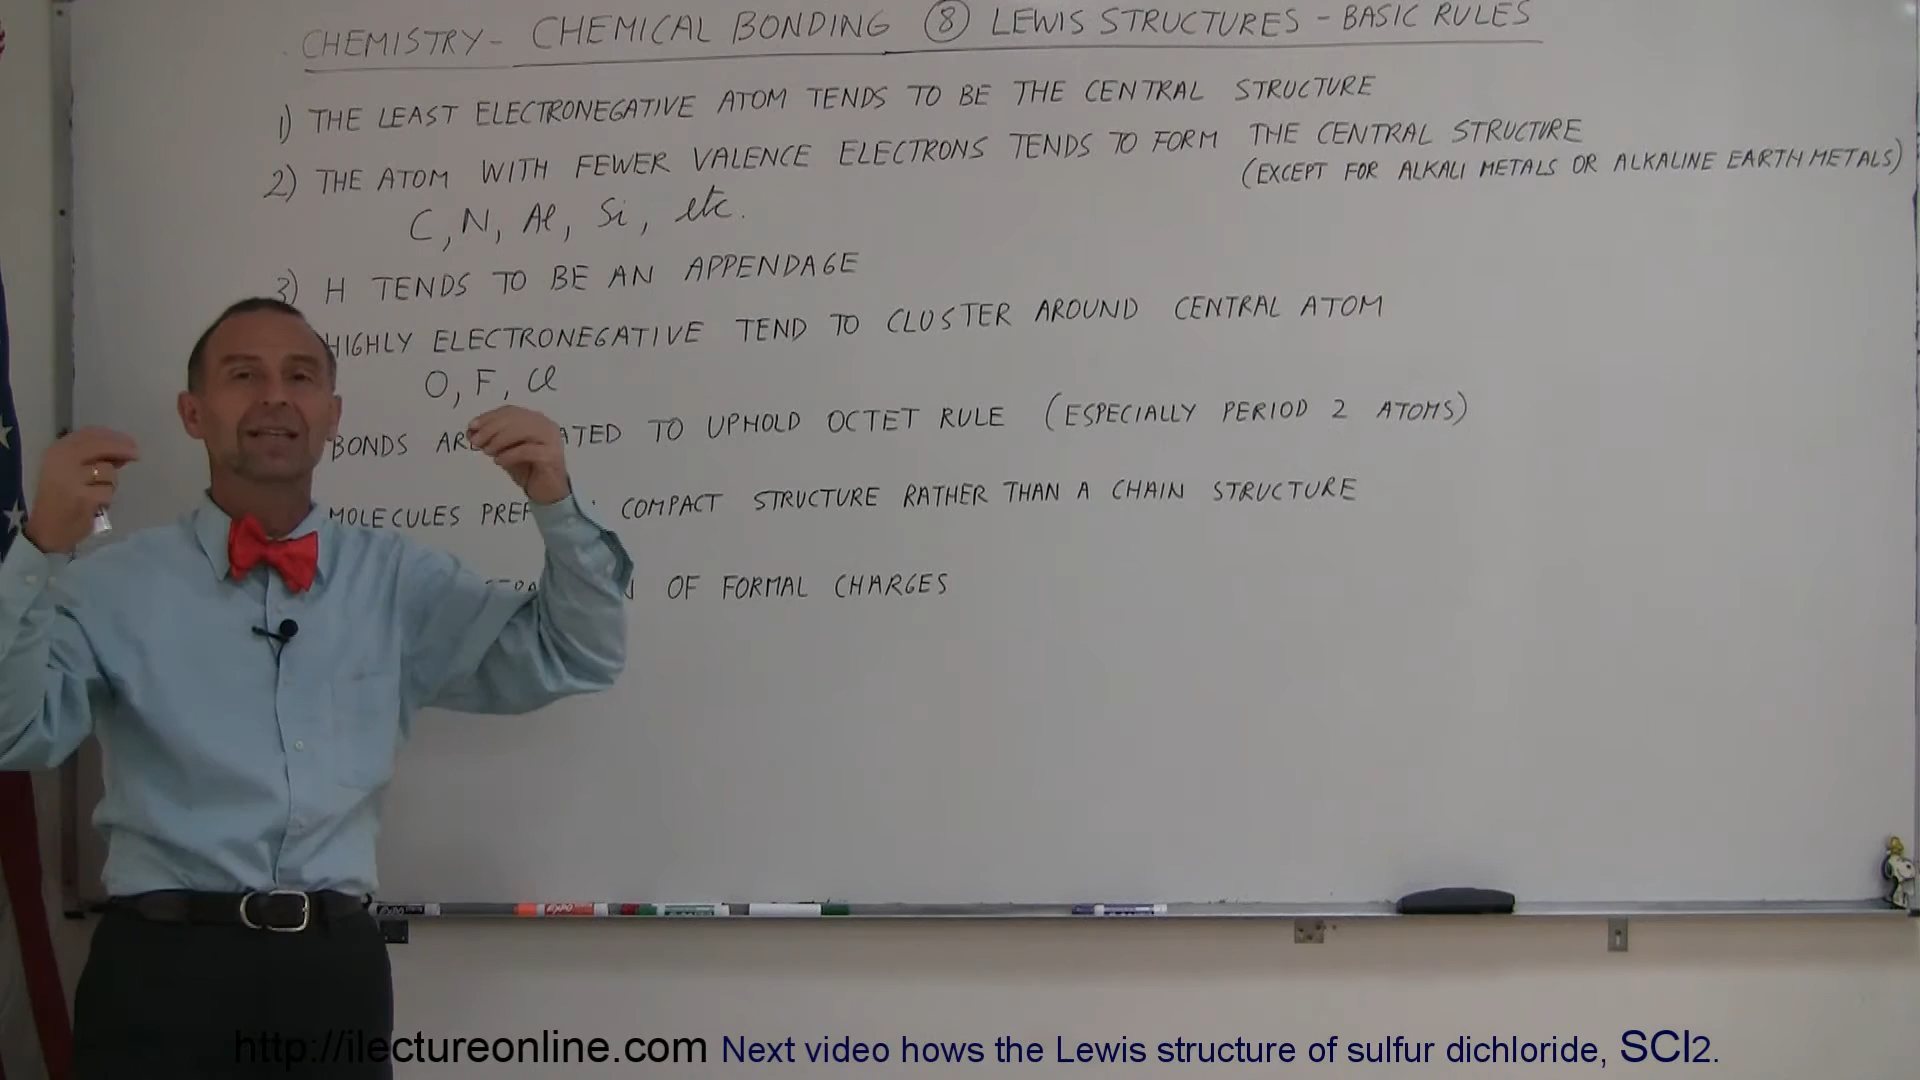 CHEMISTRY - CHEMICAL BONDING ⑧ LEWIS STRUCTURES - BASIC RULES
1) THE LEAST ELECTRONEGATIVE ATOM TENDS TO BE THE CENTRAL STRUCTURE
2) THE ATOM WITH FEWER VALENCE ELECTRONS TENDS TO FORM THE CENTRAL STRUCTURE
(EXCEPT FOR ALKALI METALS OR ALKALINE EARTH METALS)
C, N, Al, Si, etc.
3) H TENDS TO BE AN APPENDAGE
HIGHLY ELECTRONEGATIVE TEND TO CLUSTER AROUND CENTRAL ATOM
O, F, Cl
BONDS ATED TO UPHOLD OCTET RULE (ESPECIALLY PERIOD 2 ATOMS)
MOLECULES PREF COMPACT STRUCTURE RATHER THAN A CHAIN STRUCTURE
OF FORMAL CHARGES
EXPO
EXPO
http://ilectureonline.com Next video hows the Lewis structure of sulfur dichloride, SCl2.